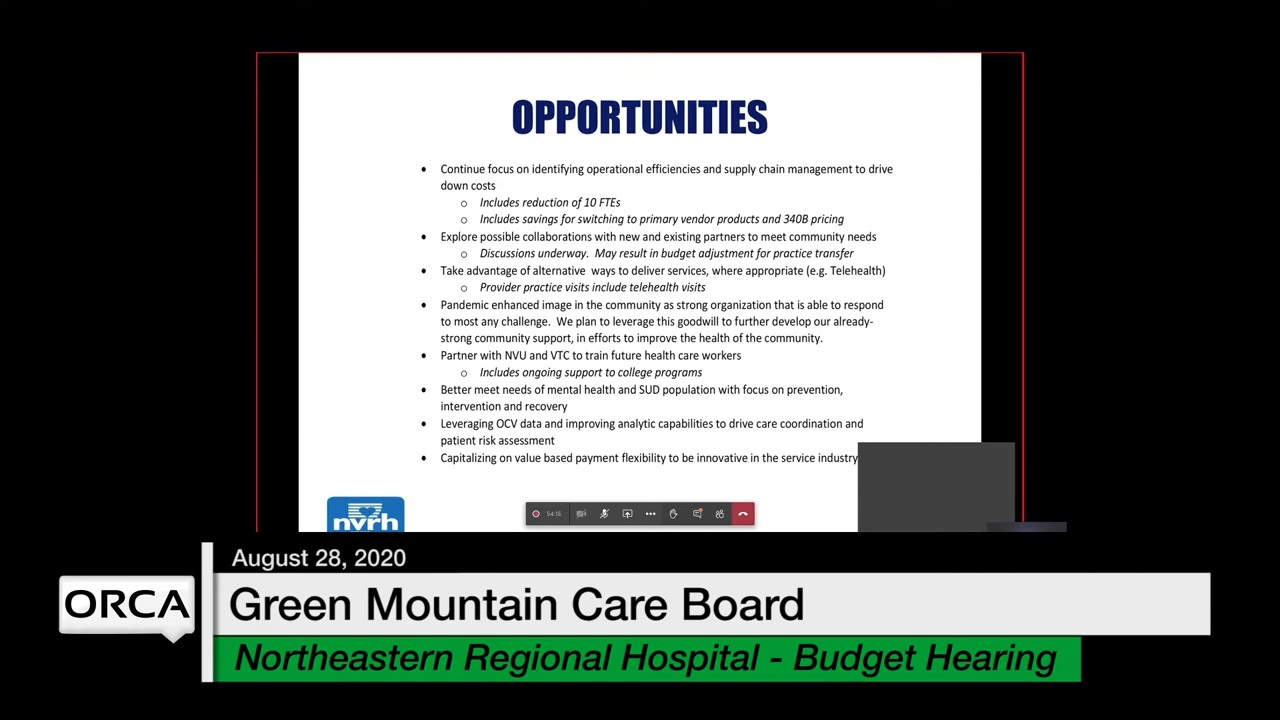 OPPORTUNITIES
• Continue focus on identifying operational efficiencies and supply chain management to drive
down costs
o Includes reduction of 10 FTEs
o Includes savings for switching to primary vendor products and 340B pricing
• Explore possible collaborations with new and existing partners to meet community needs
o Discussions underway. May result in budget adjustment for practice transfer
• Take advantage of alternative ways to deliver services, where appropriate (e.g. Telehealth)
o Provider practice visits include telehealth visits
• Pandemic enhanced image in the community as strong organization that is able to respond
to most any challenge. We plan to leverage this goodwill to further develop our already-
strong community support, in efforts to improve the health of the community.
• Partner with NVU and VTC to train future health care workers
o Includes ongoing support to college programs
• Better meet needs of mental health and SUD population with focus on prevention,
intervention and recovery
• Leveraging OCV data and improving analytic capabilities to drive care coordination and
patient risk assessment
• Capitalizing on value based payment flexibility to be innovative in the service industry
nvrh
54:16
August 28, 2020
ORCA
Green Mountain Care Board
Northeastern Regional Hospital - Budget Hearing